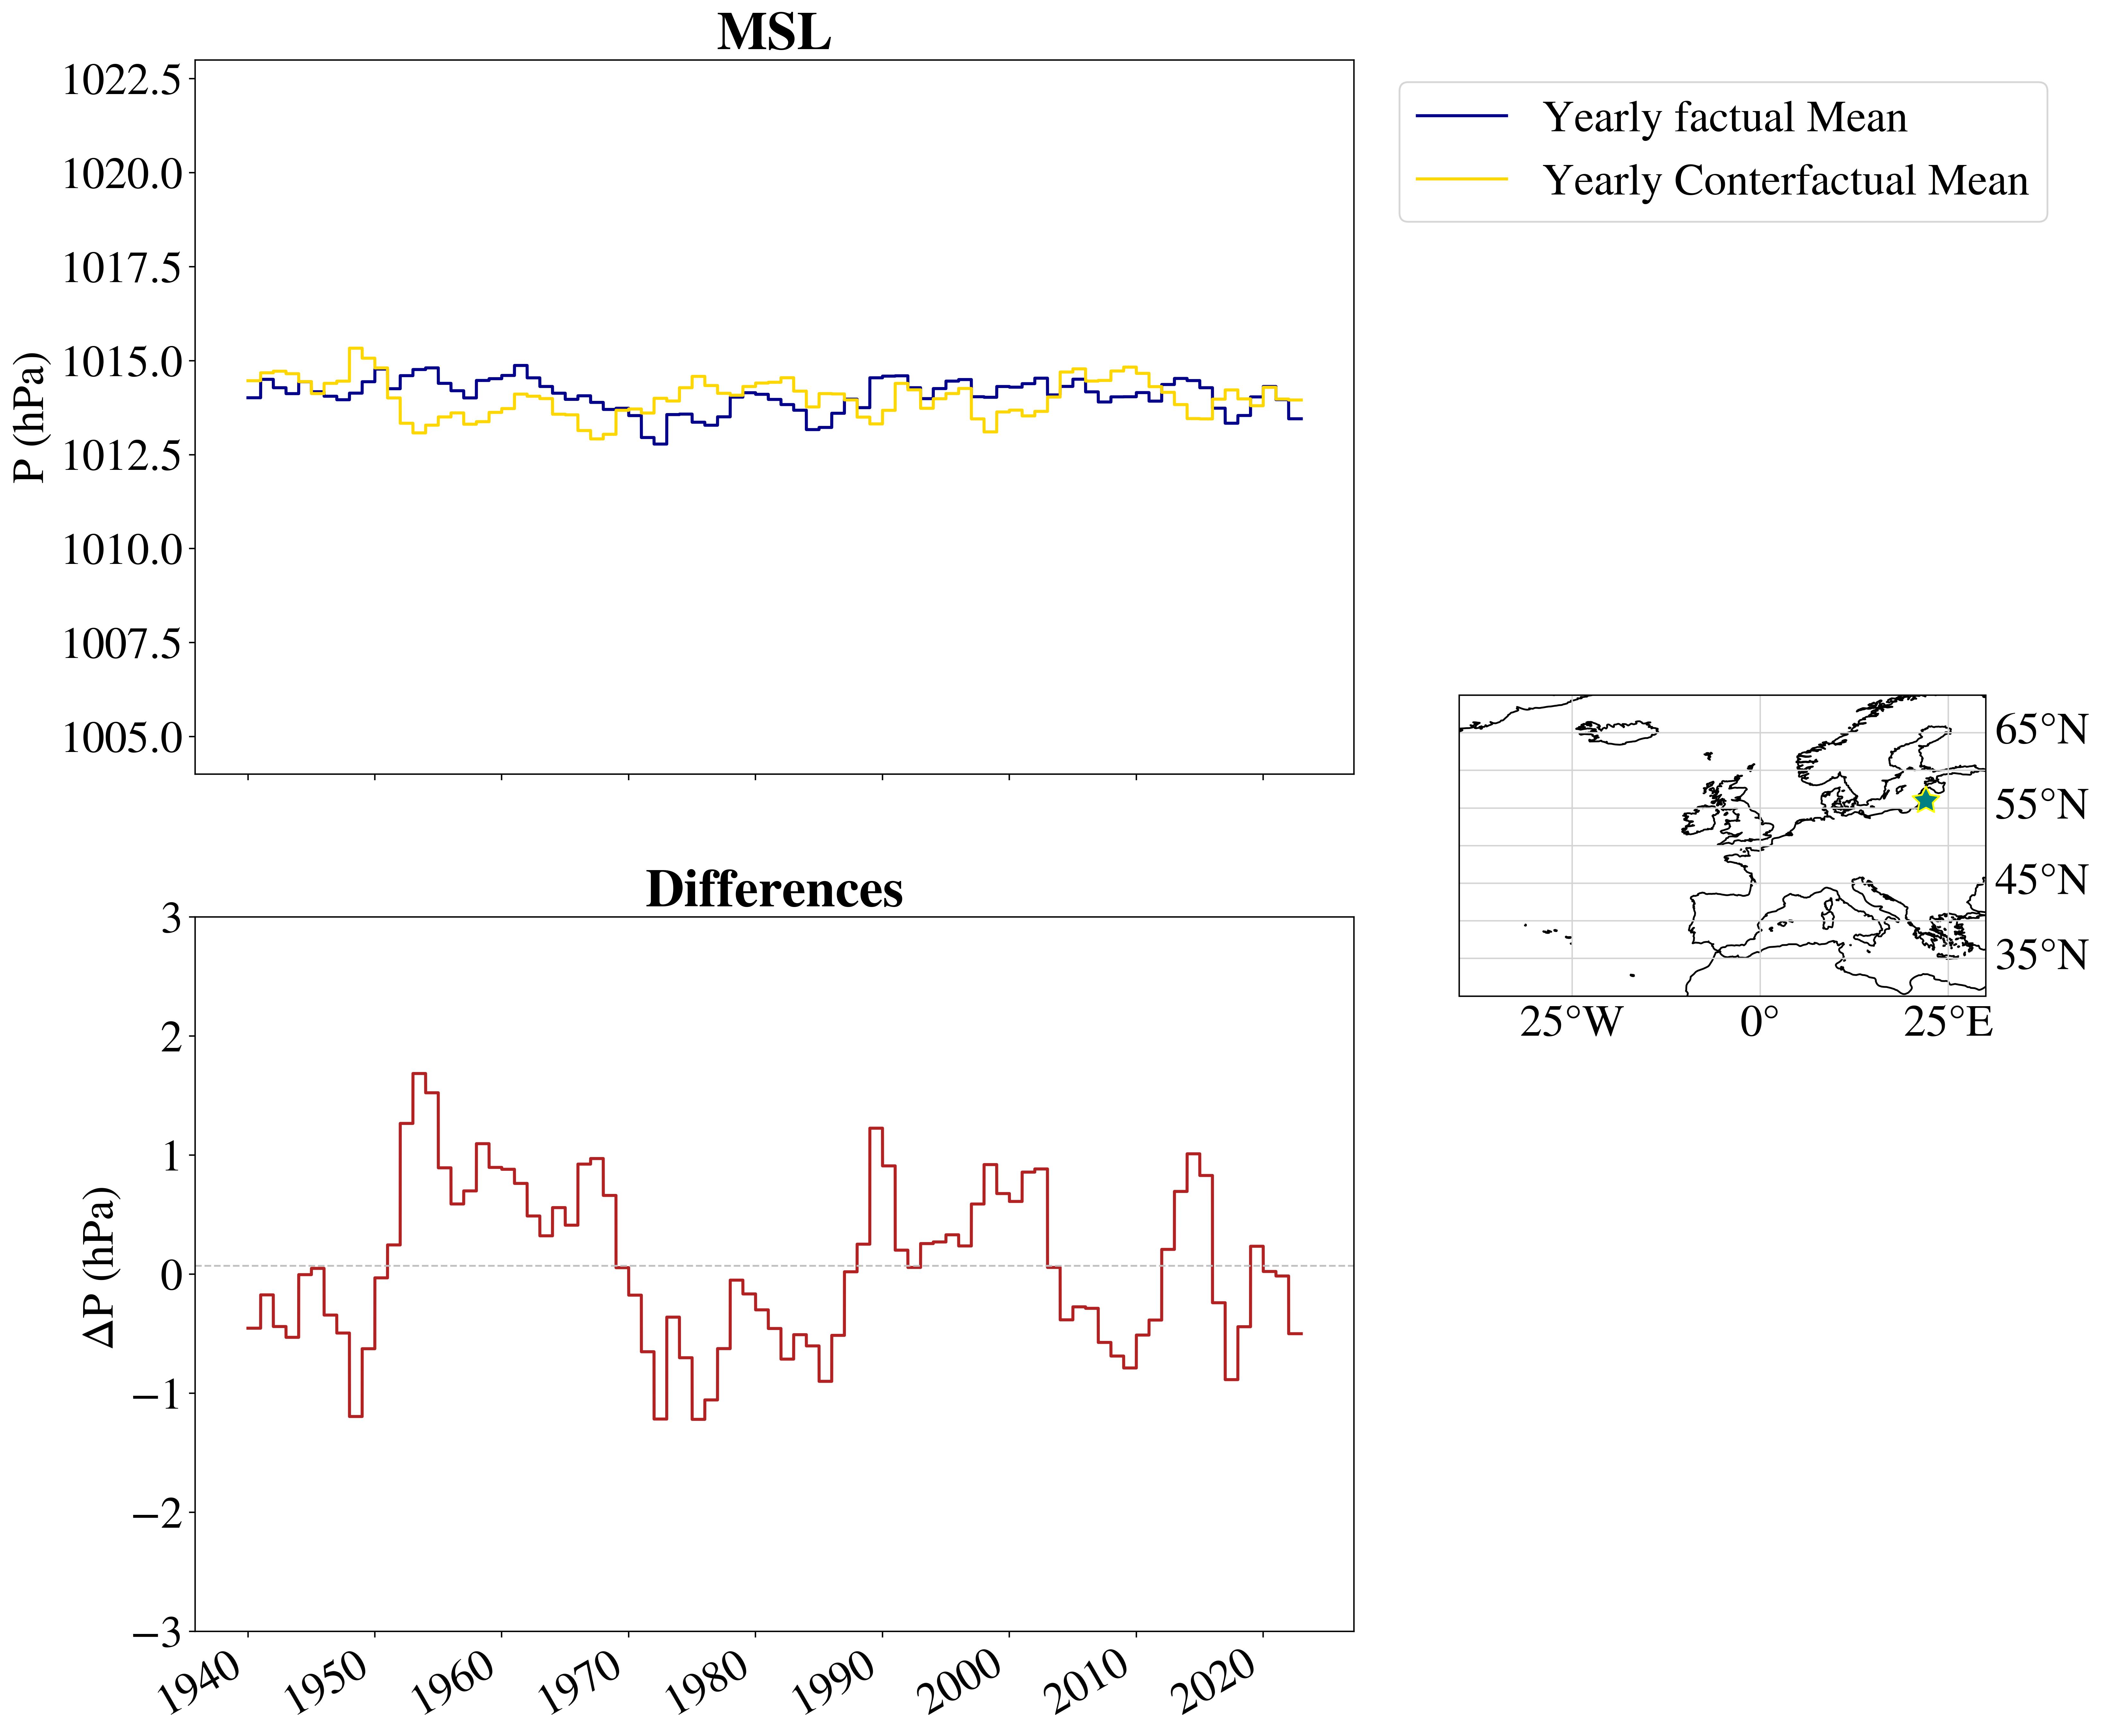 MSL
P (hPa)
1022.5
1020.0
1017.5
1015.0
1012.5
1010.0
1007.5
1005.0
Yearly factual Mean
Yearly Conterfactual Mean
65°N
55°N
45°N
35°N
25°W 0° 25°E
Differences
ΔP (hPa)
3
2
1
0
−1
−2
−3
1940 1950 1960 1970 1980 1990 2000 2010 2020